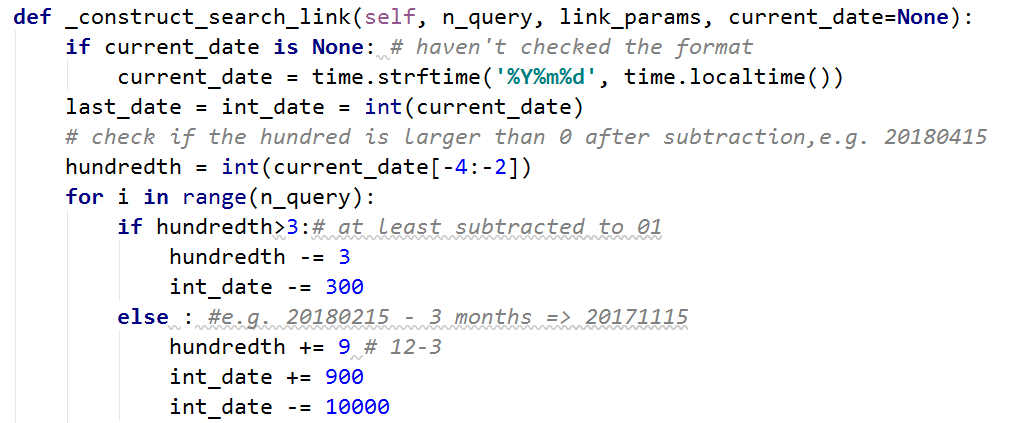 def _construct_search_link(self, n_query, link_params, current_date=None):
    if current_date is None: # haven't checked the format
        current_date = time.strftime('%Y%m%d', time.localtime())
    last_date = int_date = int(current_date)
    # check if the hundred is larger than 0 after subtraction,e.g. 20180415
    hundredth = int(current_date[-4:-2])
    for i in range(n_query):
        if hundredth>3:# at least subtracted to 01
            hundredth -= 3
            int_date -= 300
        else : #e.g. 20180215 - 3 months => 20171115
            hundredth += 9 # 12-3
            int_date += 900
            int_date -= 10000